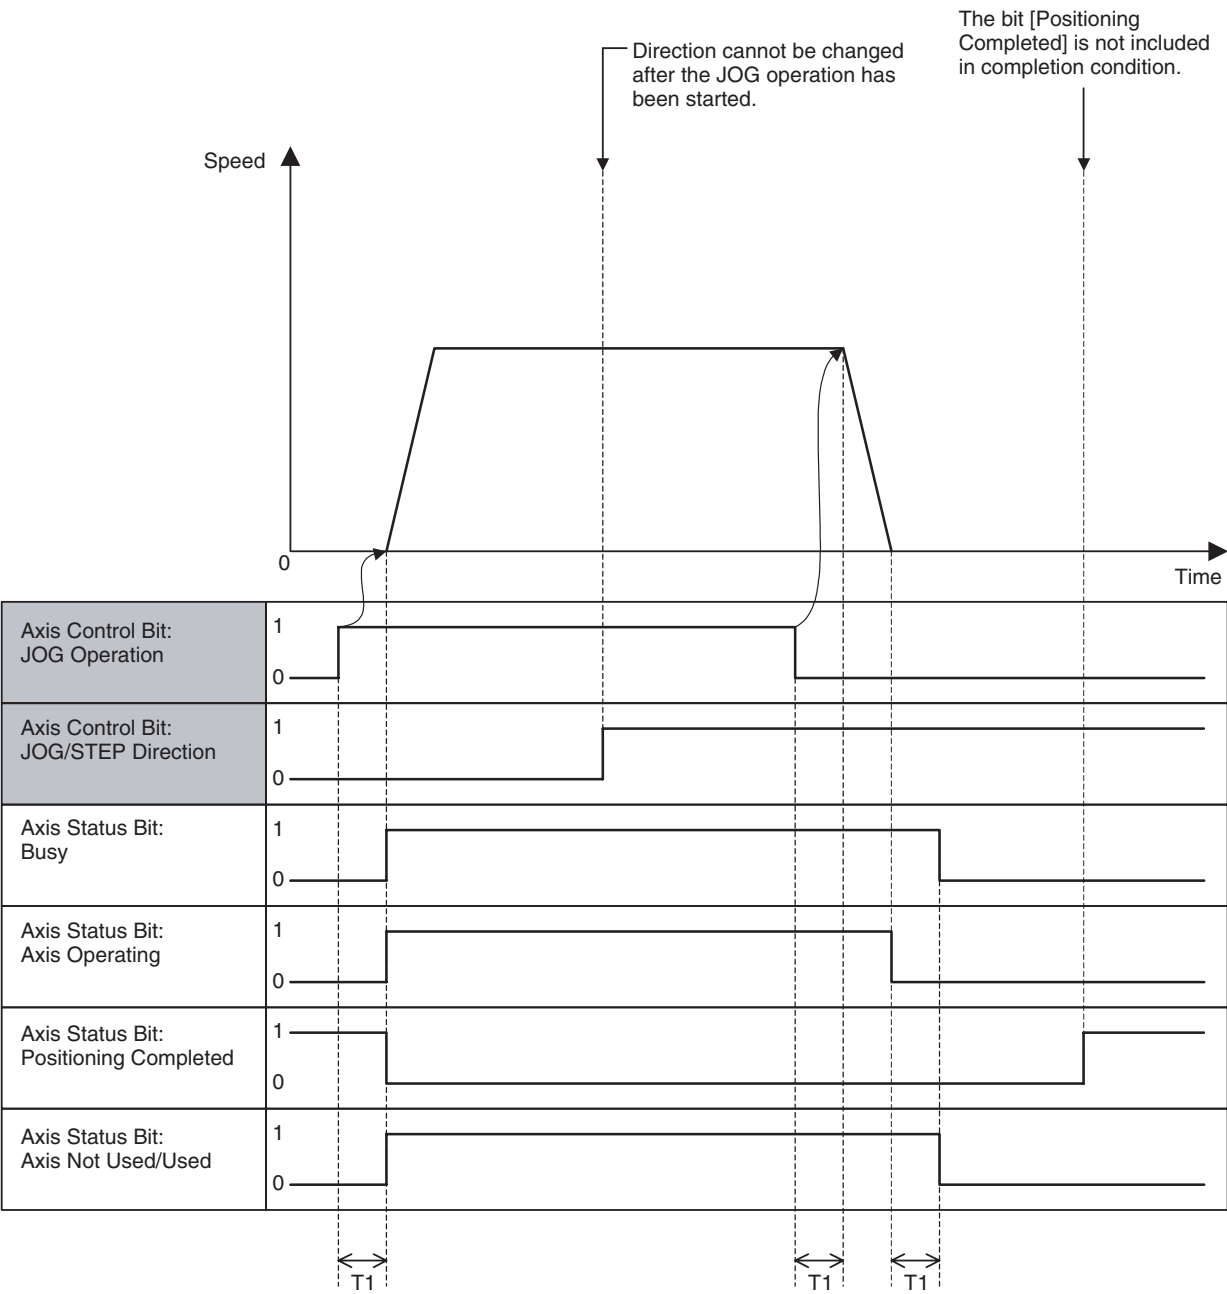 The bit [Positioning
Completed] is not included
in completion condition.
Direction cannot be changed
after the JOG operation has
been started.
Speed
0
Time
Axis Control Bit:
JOG Operation
1
0
Axis Control Bit:
JOG/STEP Direction
1
0
Axis Status Bit:
Busy
1
0
Axis Status Bit:
Axis Operating
1
0
Axis Status Bit:
Positioning Completed
1
0
Axis Status Bit:
Axis Not Used/Used
1
0
T1
T1
T1